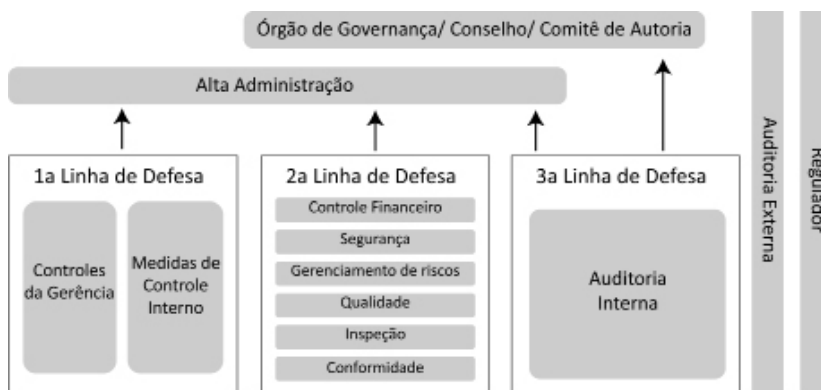 Órgão de Governança/ Conselho/ Comitê de Autoria
Alta Administração
1a Linha de Defesa
Controles
da Gerência
Medidas de
Controle
Interno
2a Linha de Defesa
Controle Financeiro
Segurança
Gerenciamento de riscos
Qualidade
Inspeção
Conformidade
3a Linha de Defesa
Auditoria
Interna
Auditoria Externa
Regulador